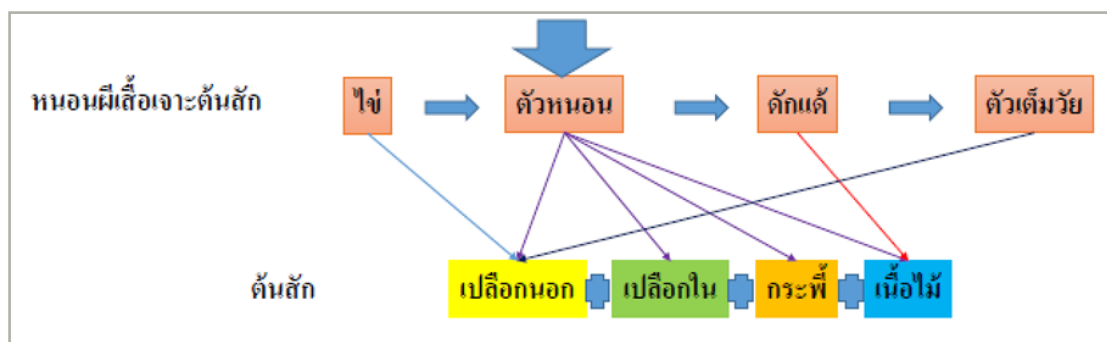 หนอนผีเสื้อเจาะต้นสัก ไข่ ตัวหนอน ดักแด้ ตัวเต็มวัย
ต้นสัก เปลือกนอก เปลือกใน กระพี้ เนื้อไม้